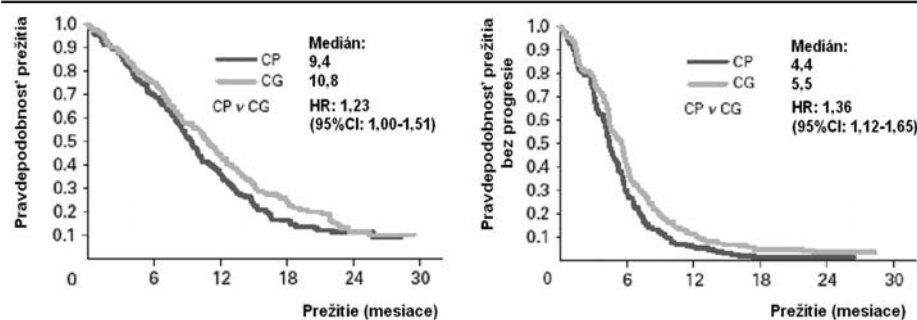 Pravdepodobnosť prežitia
1.0
0.9
0.8
0.7
0.6
0.5
0.4
0.3
0.2
0.1
0
6
12
18
24
30
Prežitie (mesiace)
CP
CG
CP v CG
Medián:
9,4
10,8
HR: 1,23
(95%CI: 1,00-1,51)
Pravdepodobnosť prežitia
bez progresie
1.0
0.9
0.8
0.7
0.6
0.5
0.4
0.3
0.2
0.1
0
6
12
18
24
30
Prežitie (mesiace)
CP
CG
CP v CG
Medián:
4,4
5,5
HR: 1,36
(95%CI: 1,12-1,65)